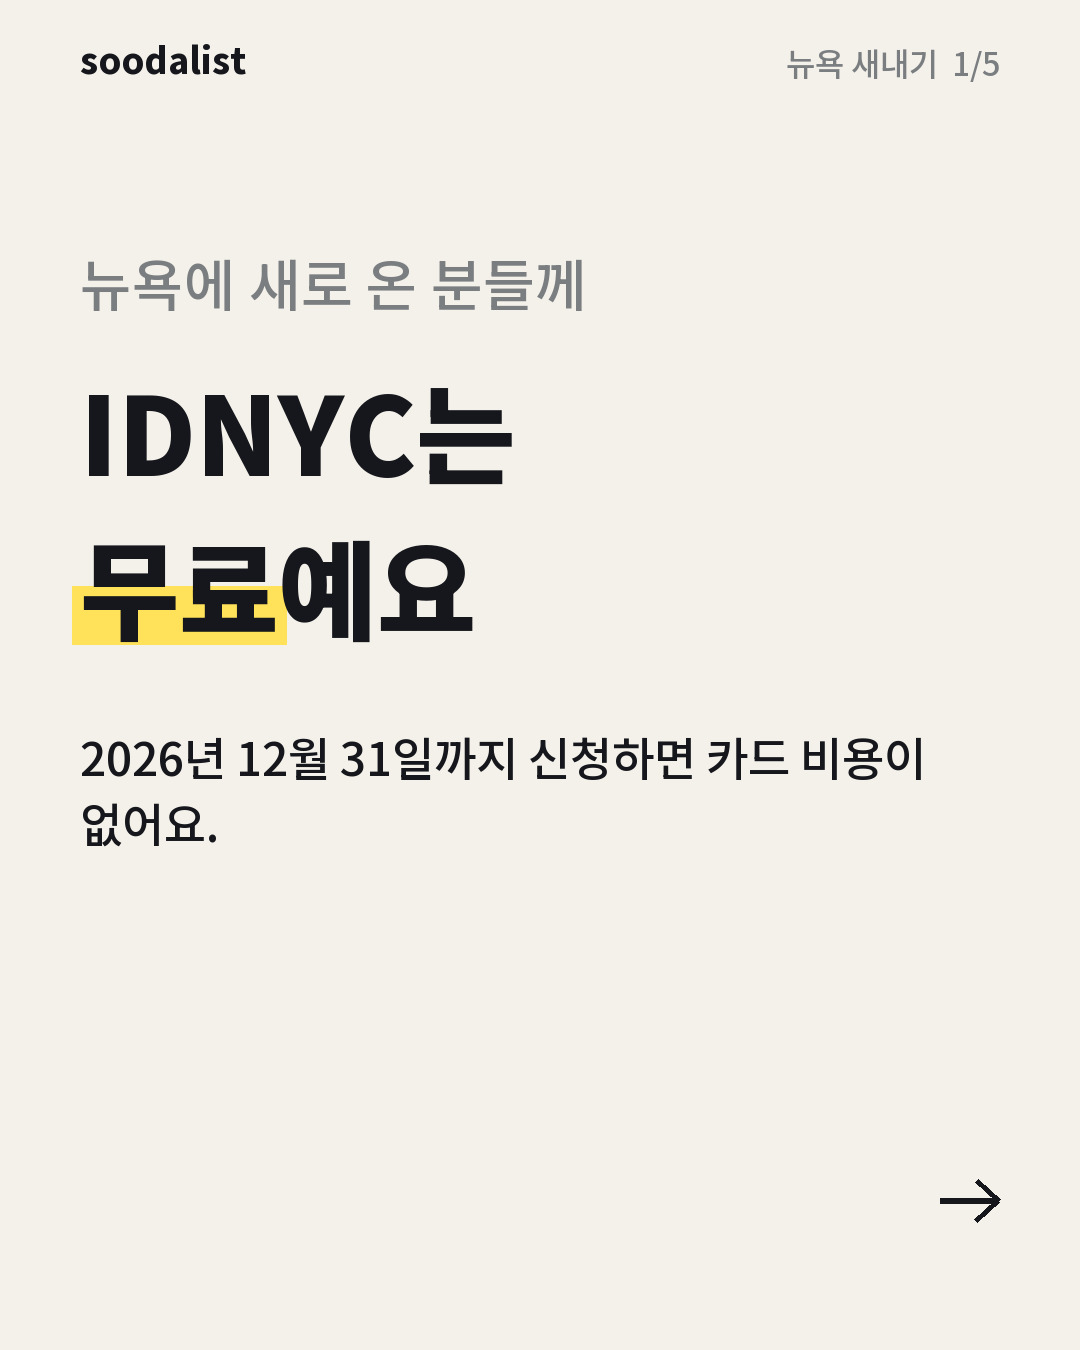 soodalist
뉴욕 새내기 1/5
뉴욕에 새로 온 분들께
IDNYC는
무료예요
2026년 12월 31일까지 신청하면 카드 비용이
없어요.